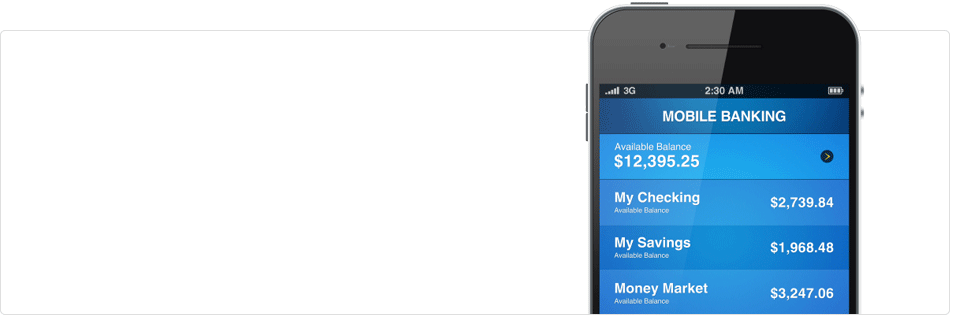 3G 2:30 AM
MOBILE BANKING
Available Balance
$12,395.25
My Checking
Available Balance
$2,739.84
My Savings
Available Balance
$1,968.48
Money Market
Available Balance
$3,247.06